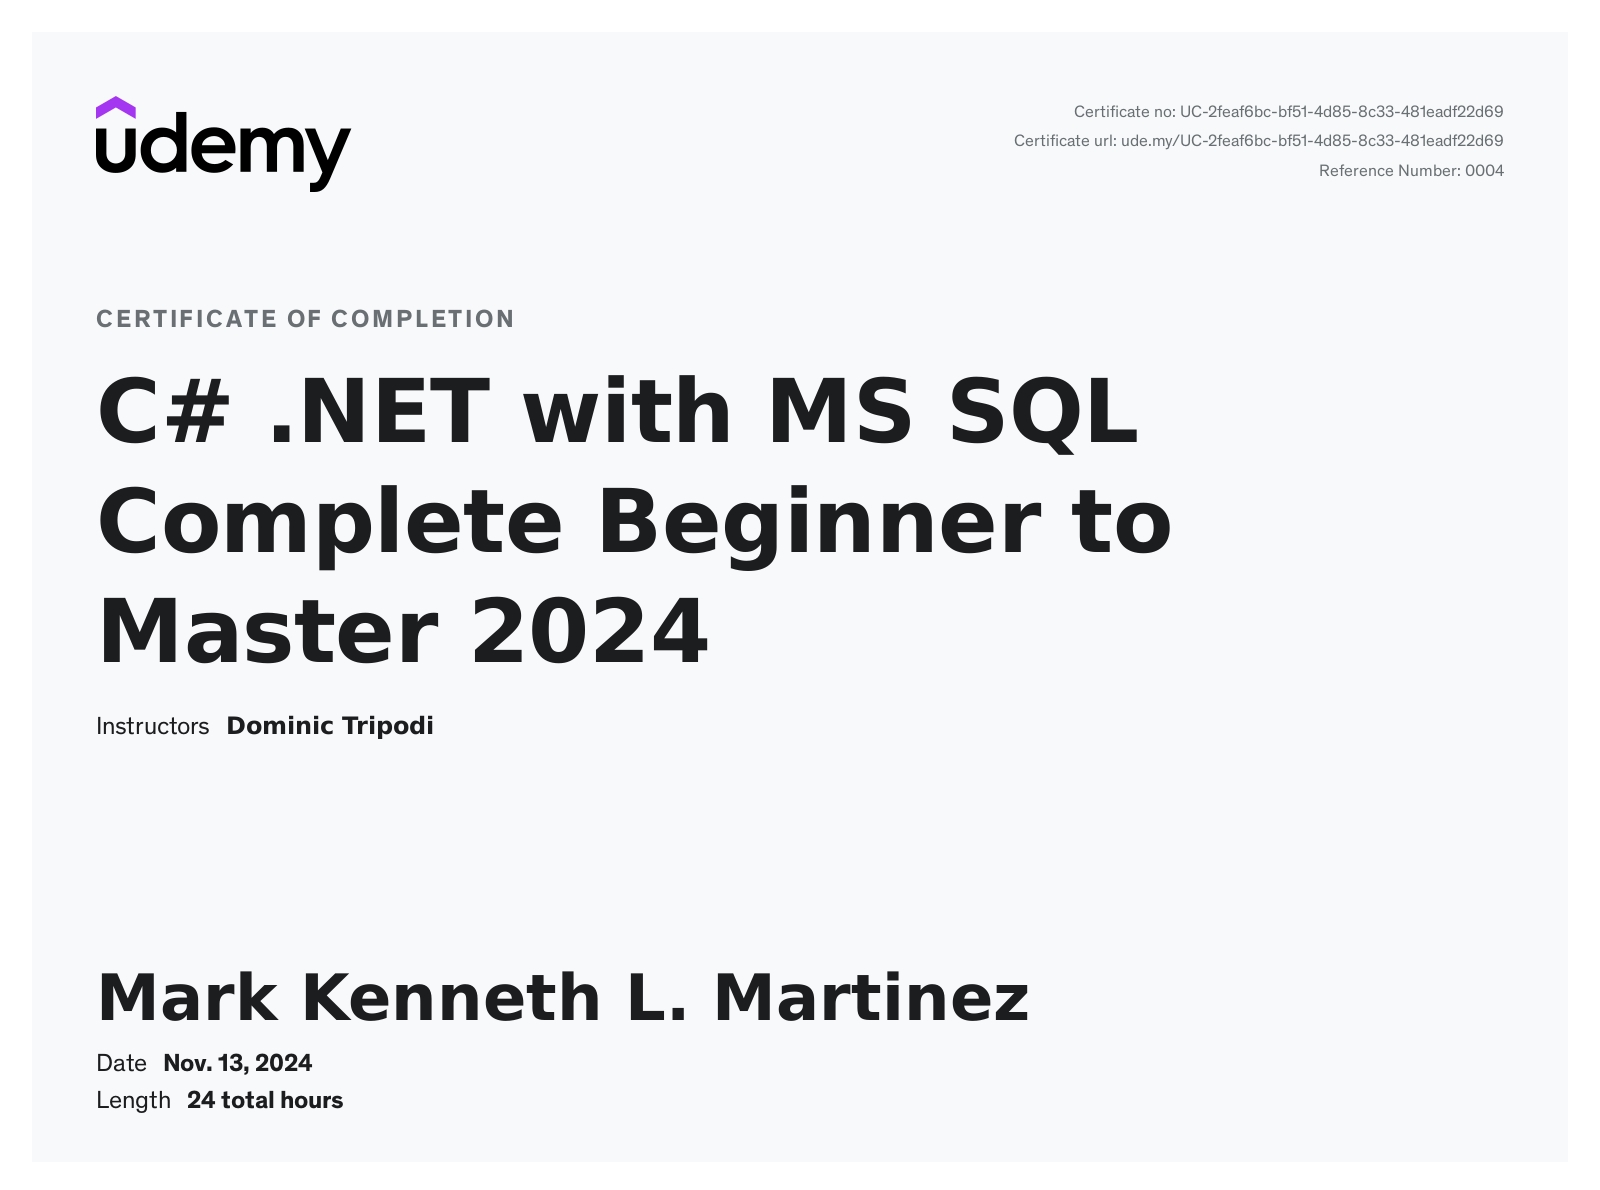 udemy
Certificate no: UC-2feaf6bc-bf51-4d85-8c33-481eadf22d69
Certificate url: ude.my/UC-2feaf6bc-bf51-4d85-8c33-481eadf22d69
Reference Number: 0004
CERTIFICATE OF COMPLETION
C# .NET with MS SQL
Complete Beginner to
Master 2024
Instructors Dominic Tripodi
Mark Kenneth L. Martinez
Date Nov. 13, 2024
Length 24 total hours